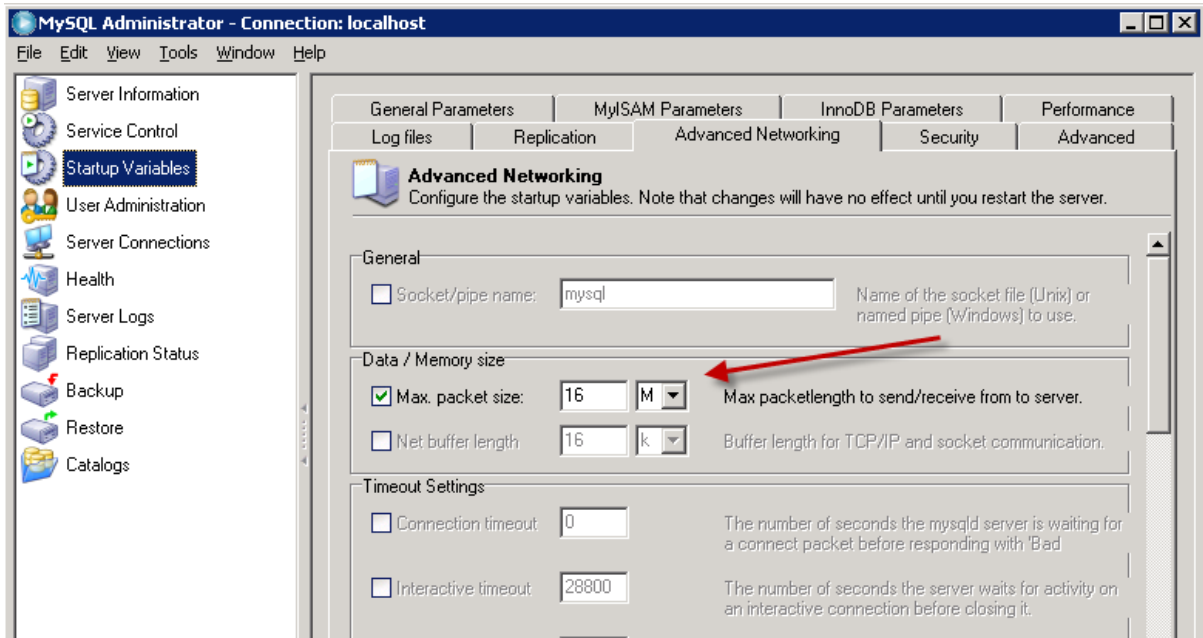 MySQL Administrator - Connection: localhost
File Edit View Tools Window Help
Server Information
Service Control
Startup Variables
User Administration
Server Connections
Health
Server Logs
Replication Status
Backup
Restore
Catalogs
General Parameters MyISAM Parameters InnoDB Parameters Performance
Log files Replication Advanced Networking Security Advanced
Advanced Networking
Configure the startup variables. Note that changes will have no effect until you restart the server.
General
Socket/pipe name: mysql Name of the socket file (Unix) or
named pipe (Windows) to use.
Data / Memory size
Max. packet size: 16 M Max packetlength to send/receive from to server.
Net buffer length 16 k Buffer length for TCP/IP and socket communication.
Timeout Settings
Connection timeout 0 The number of seconds the mysqld server is waiting for
a connect packet before responding with 'Bad
Interactive timeout 28800 The number of seconds the server waits for activity on
an interactive connection before closing it.